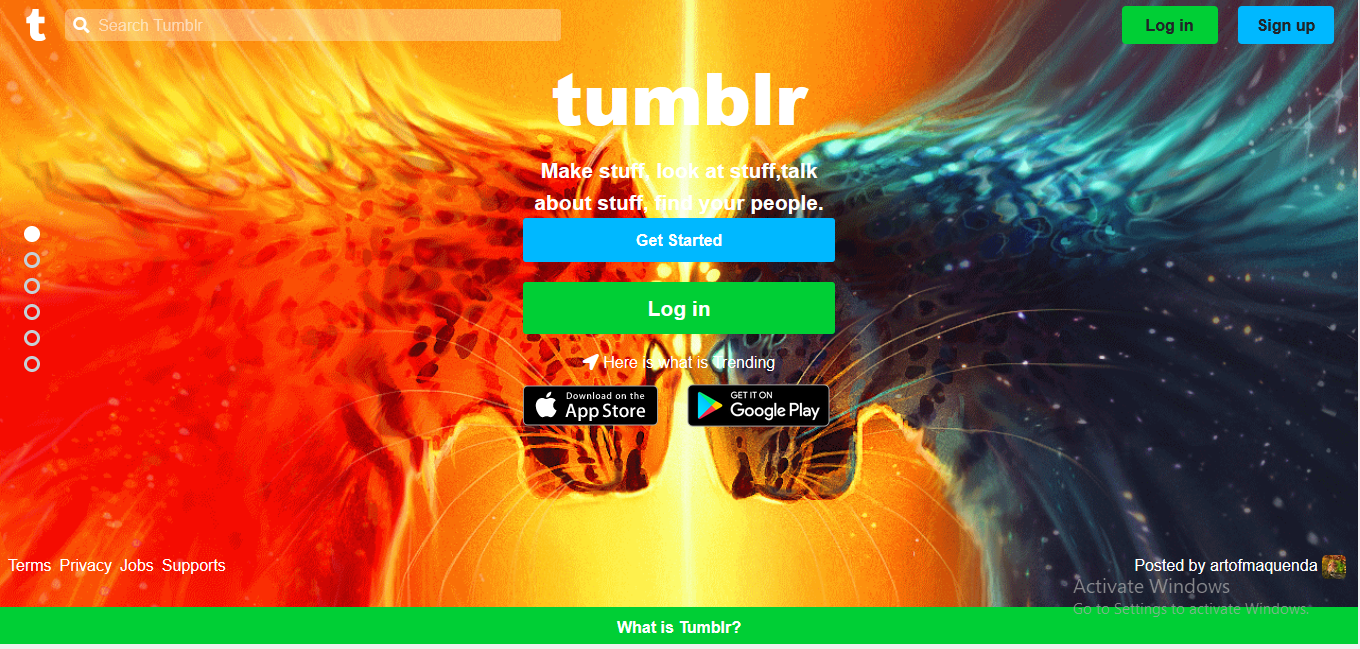 t Search Tumblr Log in Sign up
tumblr
Make stuff, look at stuff,talk
about stuff, find your people.
Get Started
Log in
Here is what is Trending
Download on the
App Store
GET IT ON
Google Play
Terms Privacy Jobs Supports
Posted by artofmaquenda
Activate Windows
Go to Settings to activate Windows.
What is Tumblr?